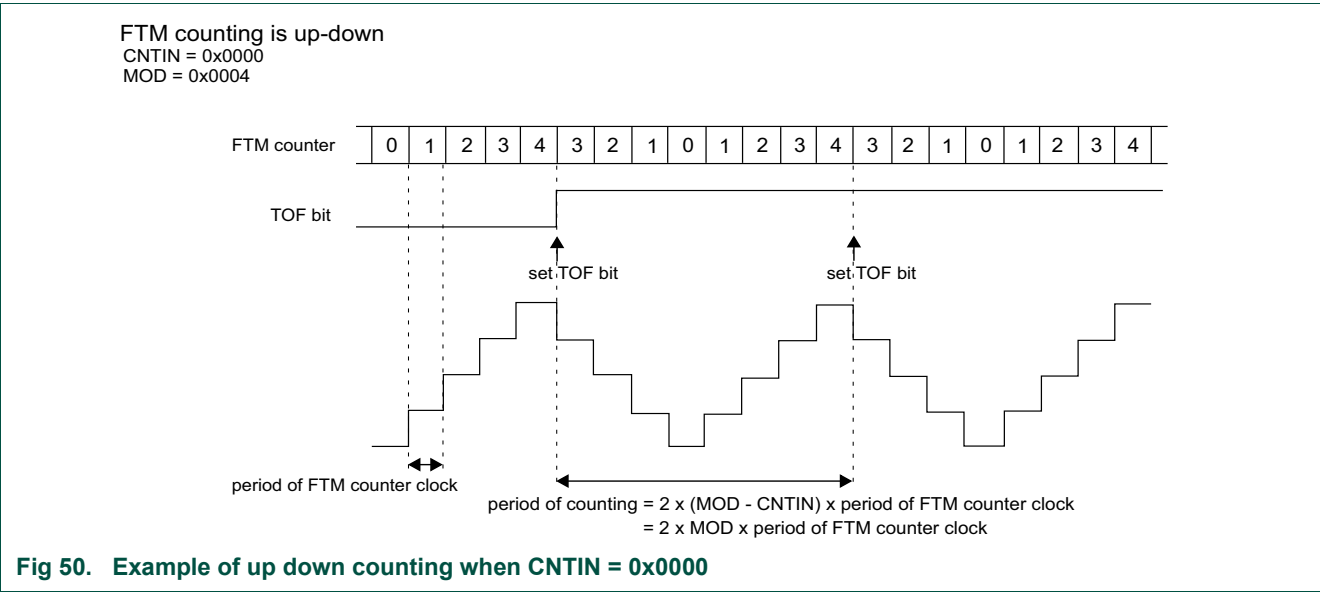 FTM counting is up-down
CNTIN = 0x0000
MOD = 0x0004
FTM counter 0 1 2 3 4 3 2 1 0 1 2 3 4 3 2 1 0 1 2 3 4
TOF bit
set TOF bit set TOF bit
period of FTM counter clock
period of counting = 2 x (MOD - CNTIN) x period of FTM counter clock
= 2 x MOD x period of FTM counter clock
Fig 50. Example of up down counting when CNTIN = 0x0000